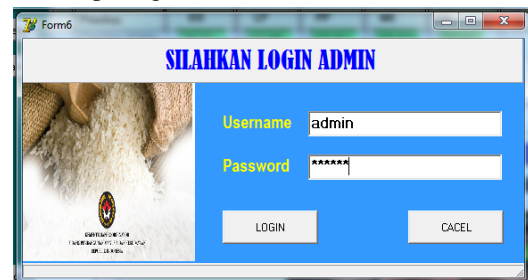 Form6
SILAHKAN LOGIN ADMIN
Username
admin
Password
******
LOGIN
CACEL